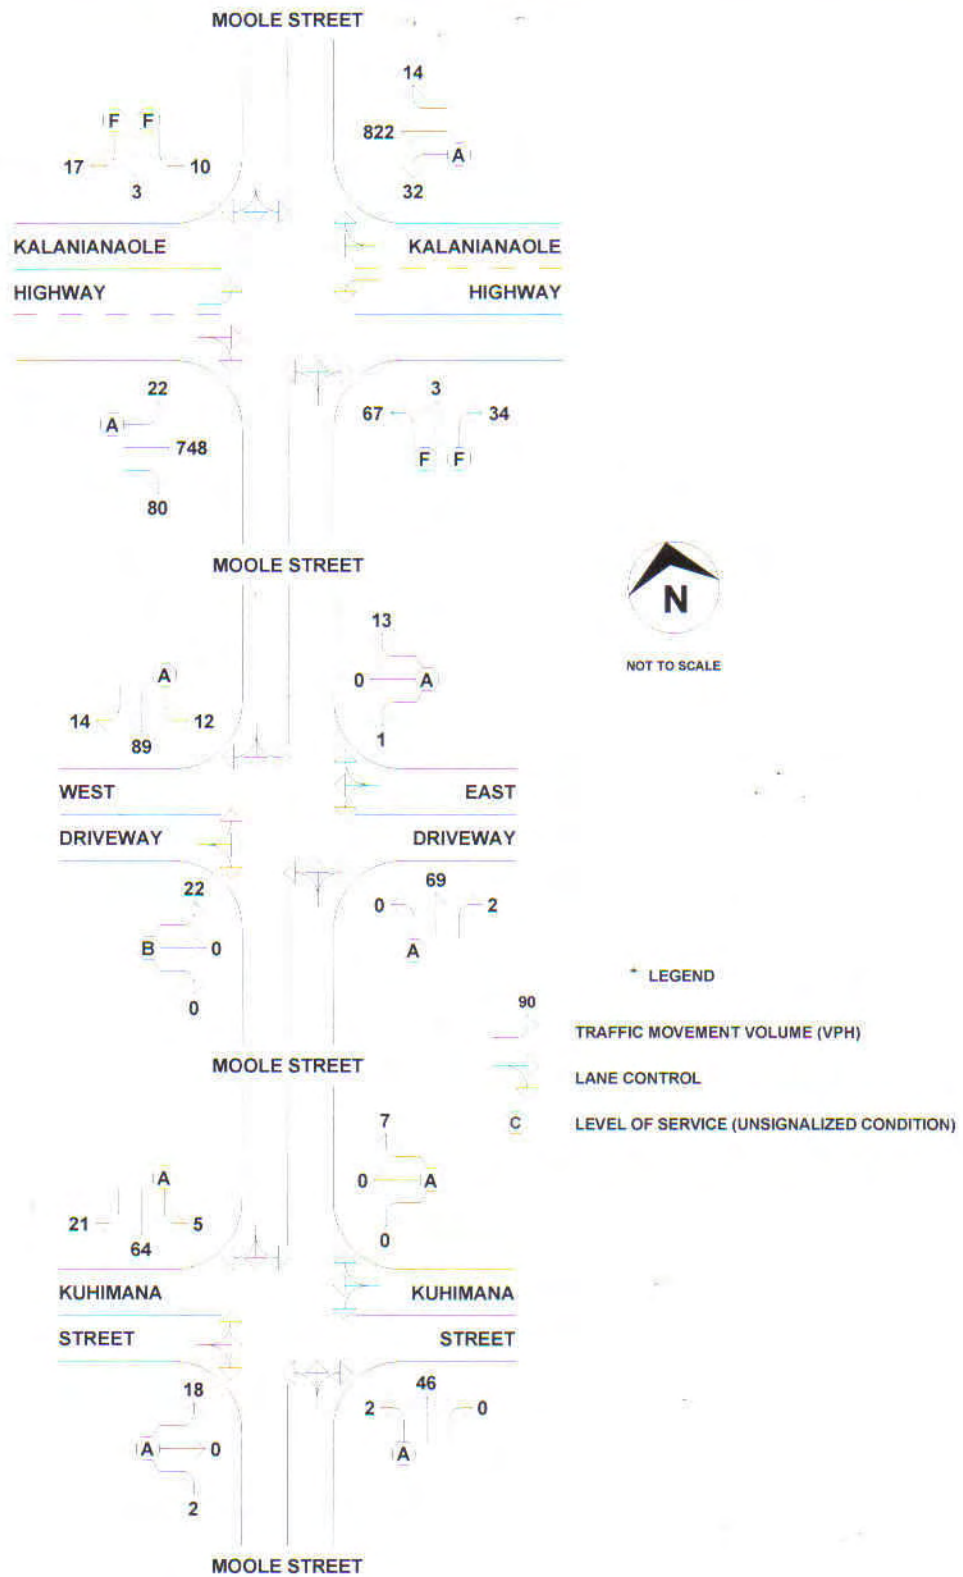 MOOLE STREET
14
F F
822
A
17 10
3
32
KALANIANAOLE KALANIANAOLE
HIGHWAY HIGHWAY
22
3
A
67 34
748
F F
80
MOOLE STREET
N
NOT TO SCALE
13
A
0 A
14 12
89
1
WEST EAST
DRIVEWAY DRIVEWAY
22
69
0 2
B 0
A
0
LEGEND
90
TRAFFIC MOVEMENT VOLUME (VPH)
LANE CONTROL
C LEVEL OF SERVICE (UNSIGNALIZED CONDITION)
MOOLE STREET
7
A
0 A
21 5
64
0
KUHIMANA KUHIMANA
STREET STREET
18
46
2 0
A 0
A
2
MOOLE STREET